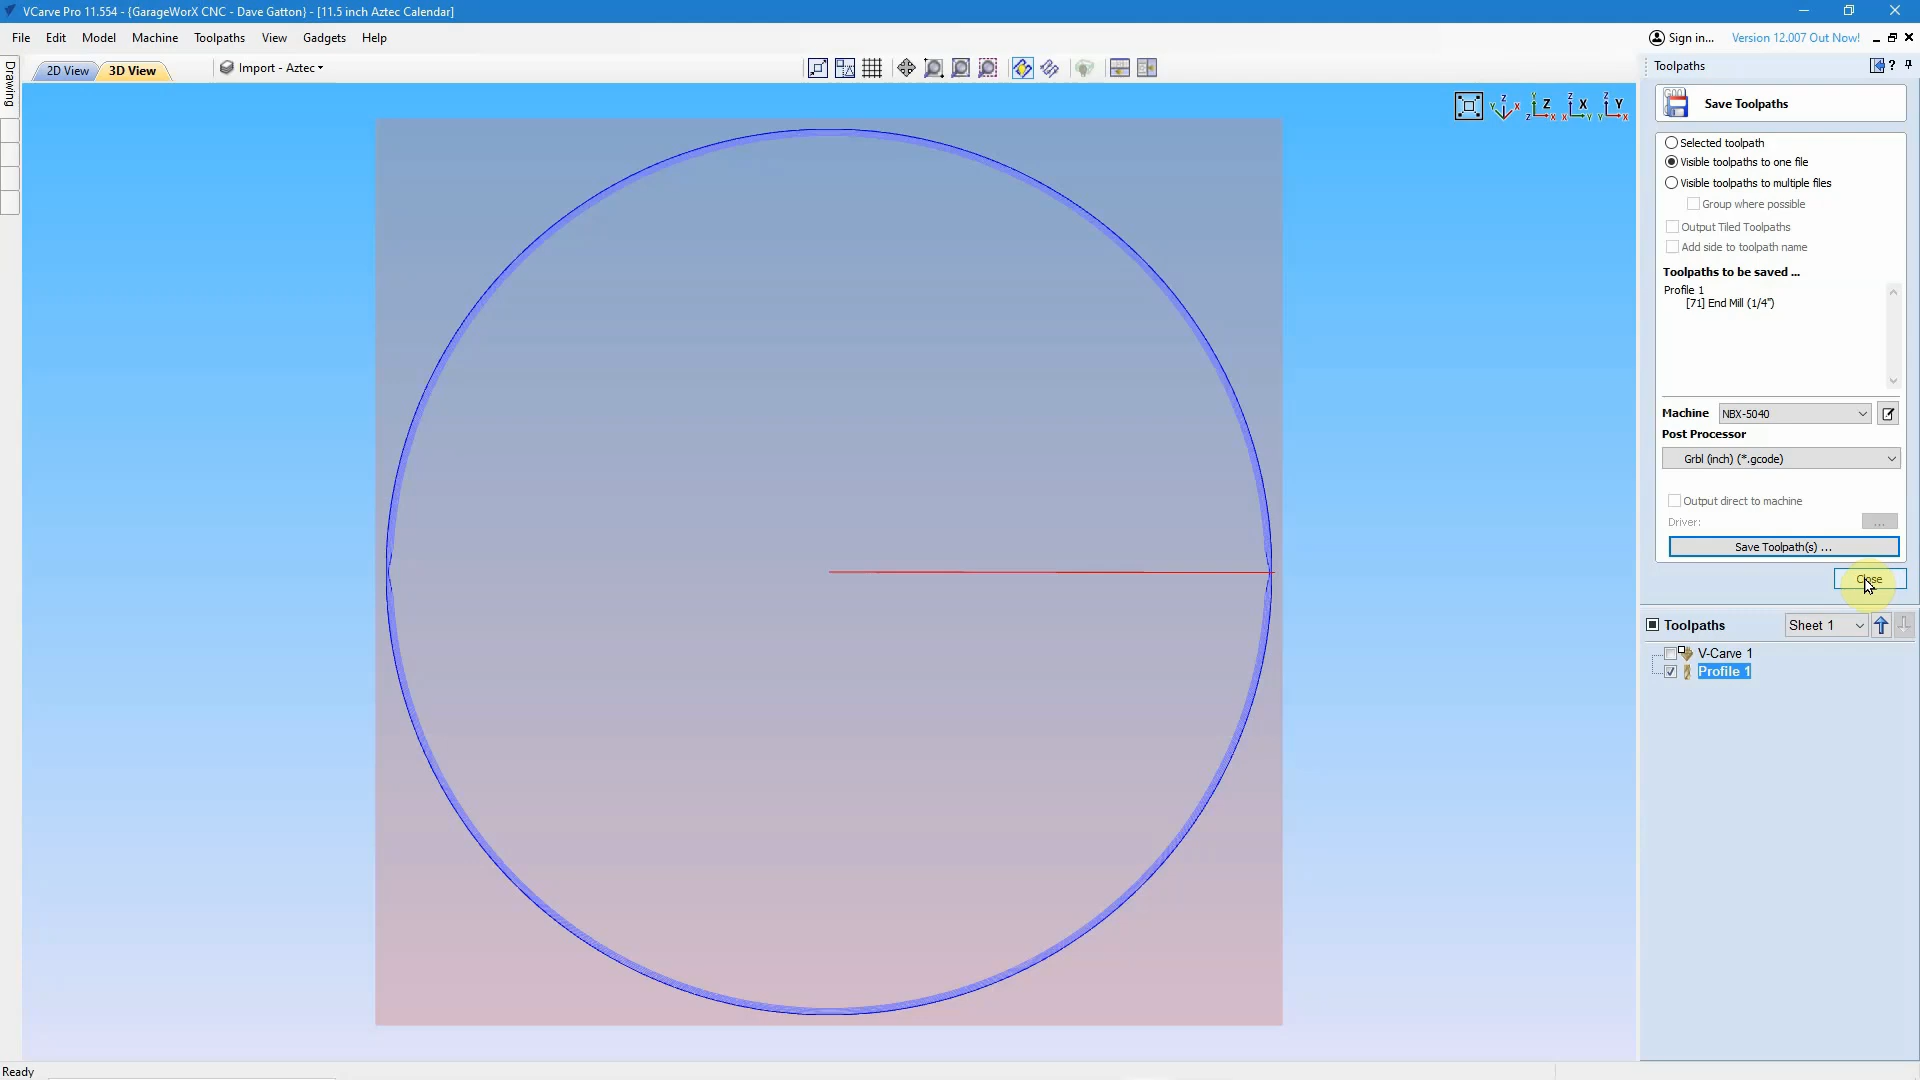 VCarve Pro 11.554 - {GarageWorX CNC - Dave Gatton} - [11.5 inch Aztec Calendar]
File Edit Model Machine Toolpaths View Gadgets Help
Sign in... Version 12.007 Out Now!
Drawing
2D View 3D View Import - Aztec
Toolpaths
Save Toolpaths
Selected toolpath
Visible toolpaths to one file
Visible toolpaths to multiple files
Group where possible
Output Tiled Toolpaths
Add side to toolpath name
Toolpaths to be saved ...
Profile 1
[71] End Mill (1/4")
Machine NBX-5040
Post Processor
Grbl (inch) (*.gcode)
Output direct to machine
Driver: ...
Save Toolpath(s) ...
Close
Toolpaths Sheet 1
V-Carve 1
Profile 1
Ready